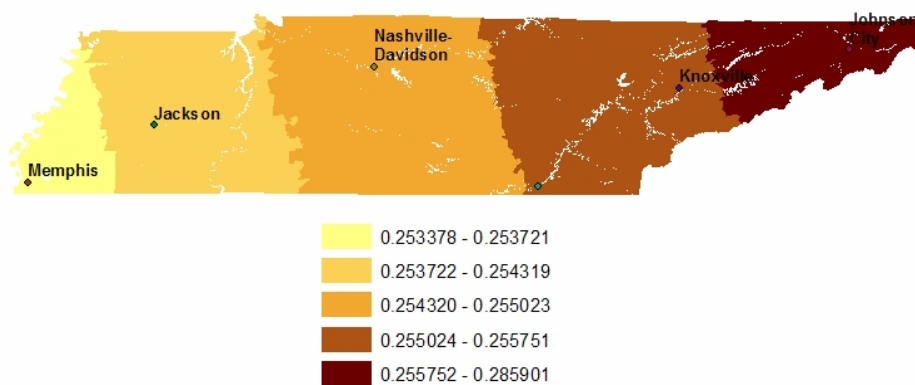 Johnson
City
Nashville-
Davidson
Knoxville
Jackson
Memphis
0.253378 - 0.253721
0.253722 - 0.254319
0.254320 - 0.255023
0.255024 - 0.255751
0.255752 - 0.285901